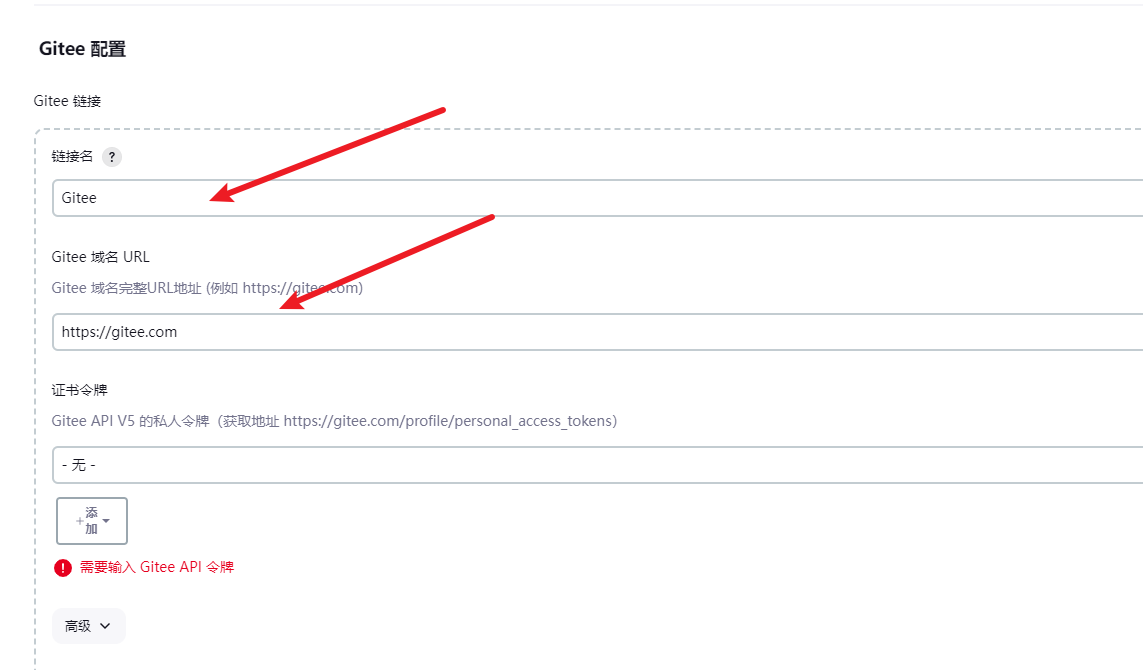 Gitee 配置
Gitee 链接
链接名 ?
Gitee
Gitee 域名 URL
Gitee 域名完整URL地址 (例如 https://gitee.com)
https://gitee.com
证书令牌
Gitee API V5 的私人令牌（获取地址 https://gitee.com/profile/personal_access_tokens）
- 无 -
+添
加
! 需要输入 Gitee API 令牌
高级